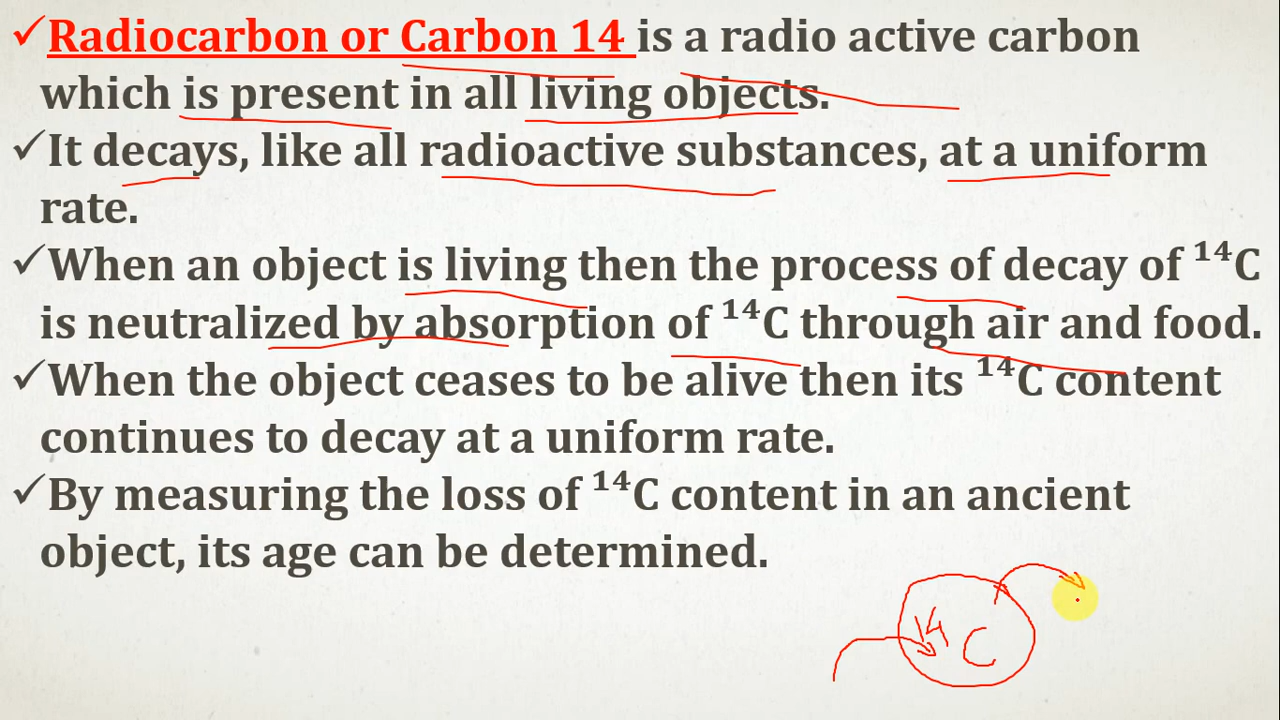 ✓Radiocarbon or Carbon 14 is a radio active carbon
which is present in all living objects.
✓It decays, like all radioactive substances, at a uniform
rate.
✓When an object is living then the process of decay of ¹⁴C
is neutralized by absorption of ¹⁴C through air and food.
✓When the object ceases to be alive then its ¹⁴C content
continues to decay at a uniform rate.
✓By measuring the loss of ¹⁴C content in an ancient
object, its age can be determined.
14 C